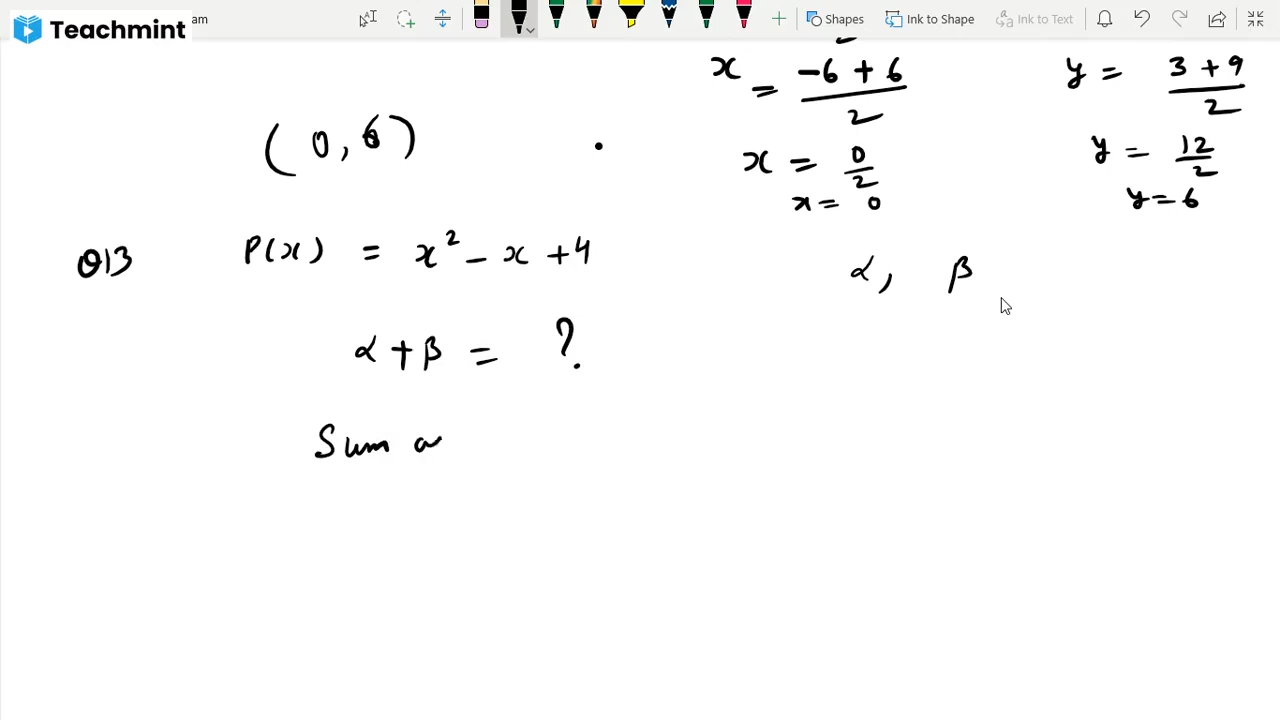 Teachmint am Shapes Ink to Shape Ink to Text
x = -6 + 6 / 2 y = 3 + 9 / 2
(0, 6) .
x = 0/2 y = 12/2
x = 0 y = 6
Q13 P(x) = x² - x + 4
α, β
α + β = ?
Sum